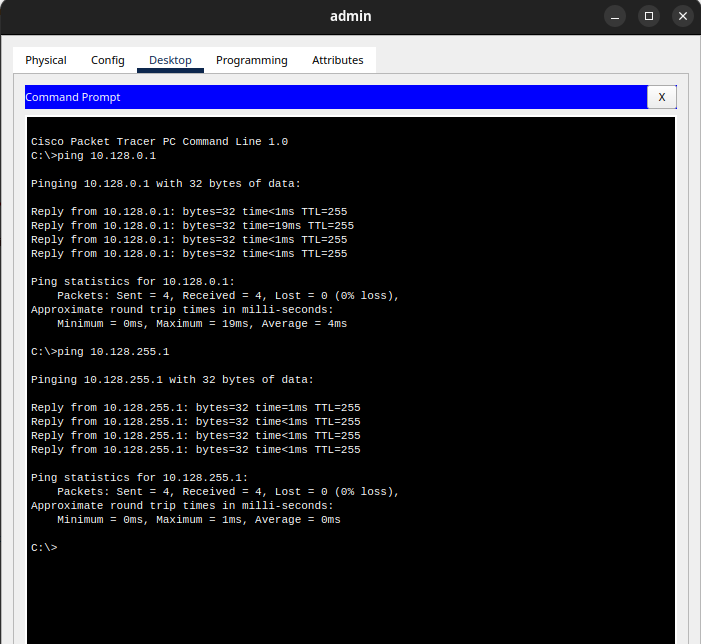 admin
Physical Config Desktop Programming Attributes
Command Prompt X
Cisco Packet Tracer PC Command Line 1.0
C:\>ping 10.128.0.1
Pinging 10.128.0.1 with 32 bytes of data:
Reply from 10.128.0.1: bytes=32 time<1ms TTL=255
Reply from 10.128.0.1: bytes=32 time=19ms TTL=255
Reply from 10.128.0.1: bytes=32 time<1ms TTL=255
Reply from 10.128.0.1: bytes=32 time<1ms TTL=255
Ping statistics for 10.128.0.1:
    Packets: Sent = 4, Received = 4, Lost = 0 (0% loss),
Approximate round trip times in milli-seconds:
    Minimum = 0ms, Maximum = 19ms, Average = 4ms
C:\>ping 10.128.255.1
Pinging 10.128.255.1 with 32 bytes of data:
Reply from 10.128.255.1: bytes=32 time=1ms TTL=255
Reply from 10.128.255.1: bytes=32 time<1ms TTL=255
Reply from 10.128.255.1: bytes=32 time<1ms TTL=255
Reply from 10.128.255.1: bytes=32 time<1ms TTL=255
Ping statistics for 10.128.255.1:
    Packets: Sent = 4, Received = 4, Lost = 0 (0% loss),
Approximate round trip times in milli-seconds:
    Minimum = 0ms, Maximum = 1ms, Average = 0ms
C:\>